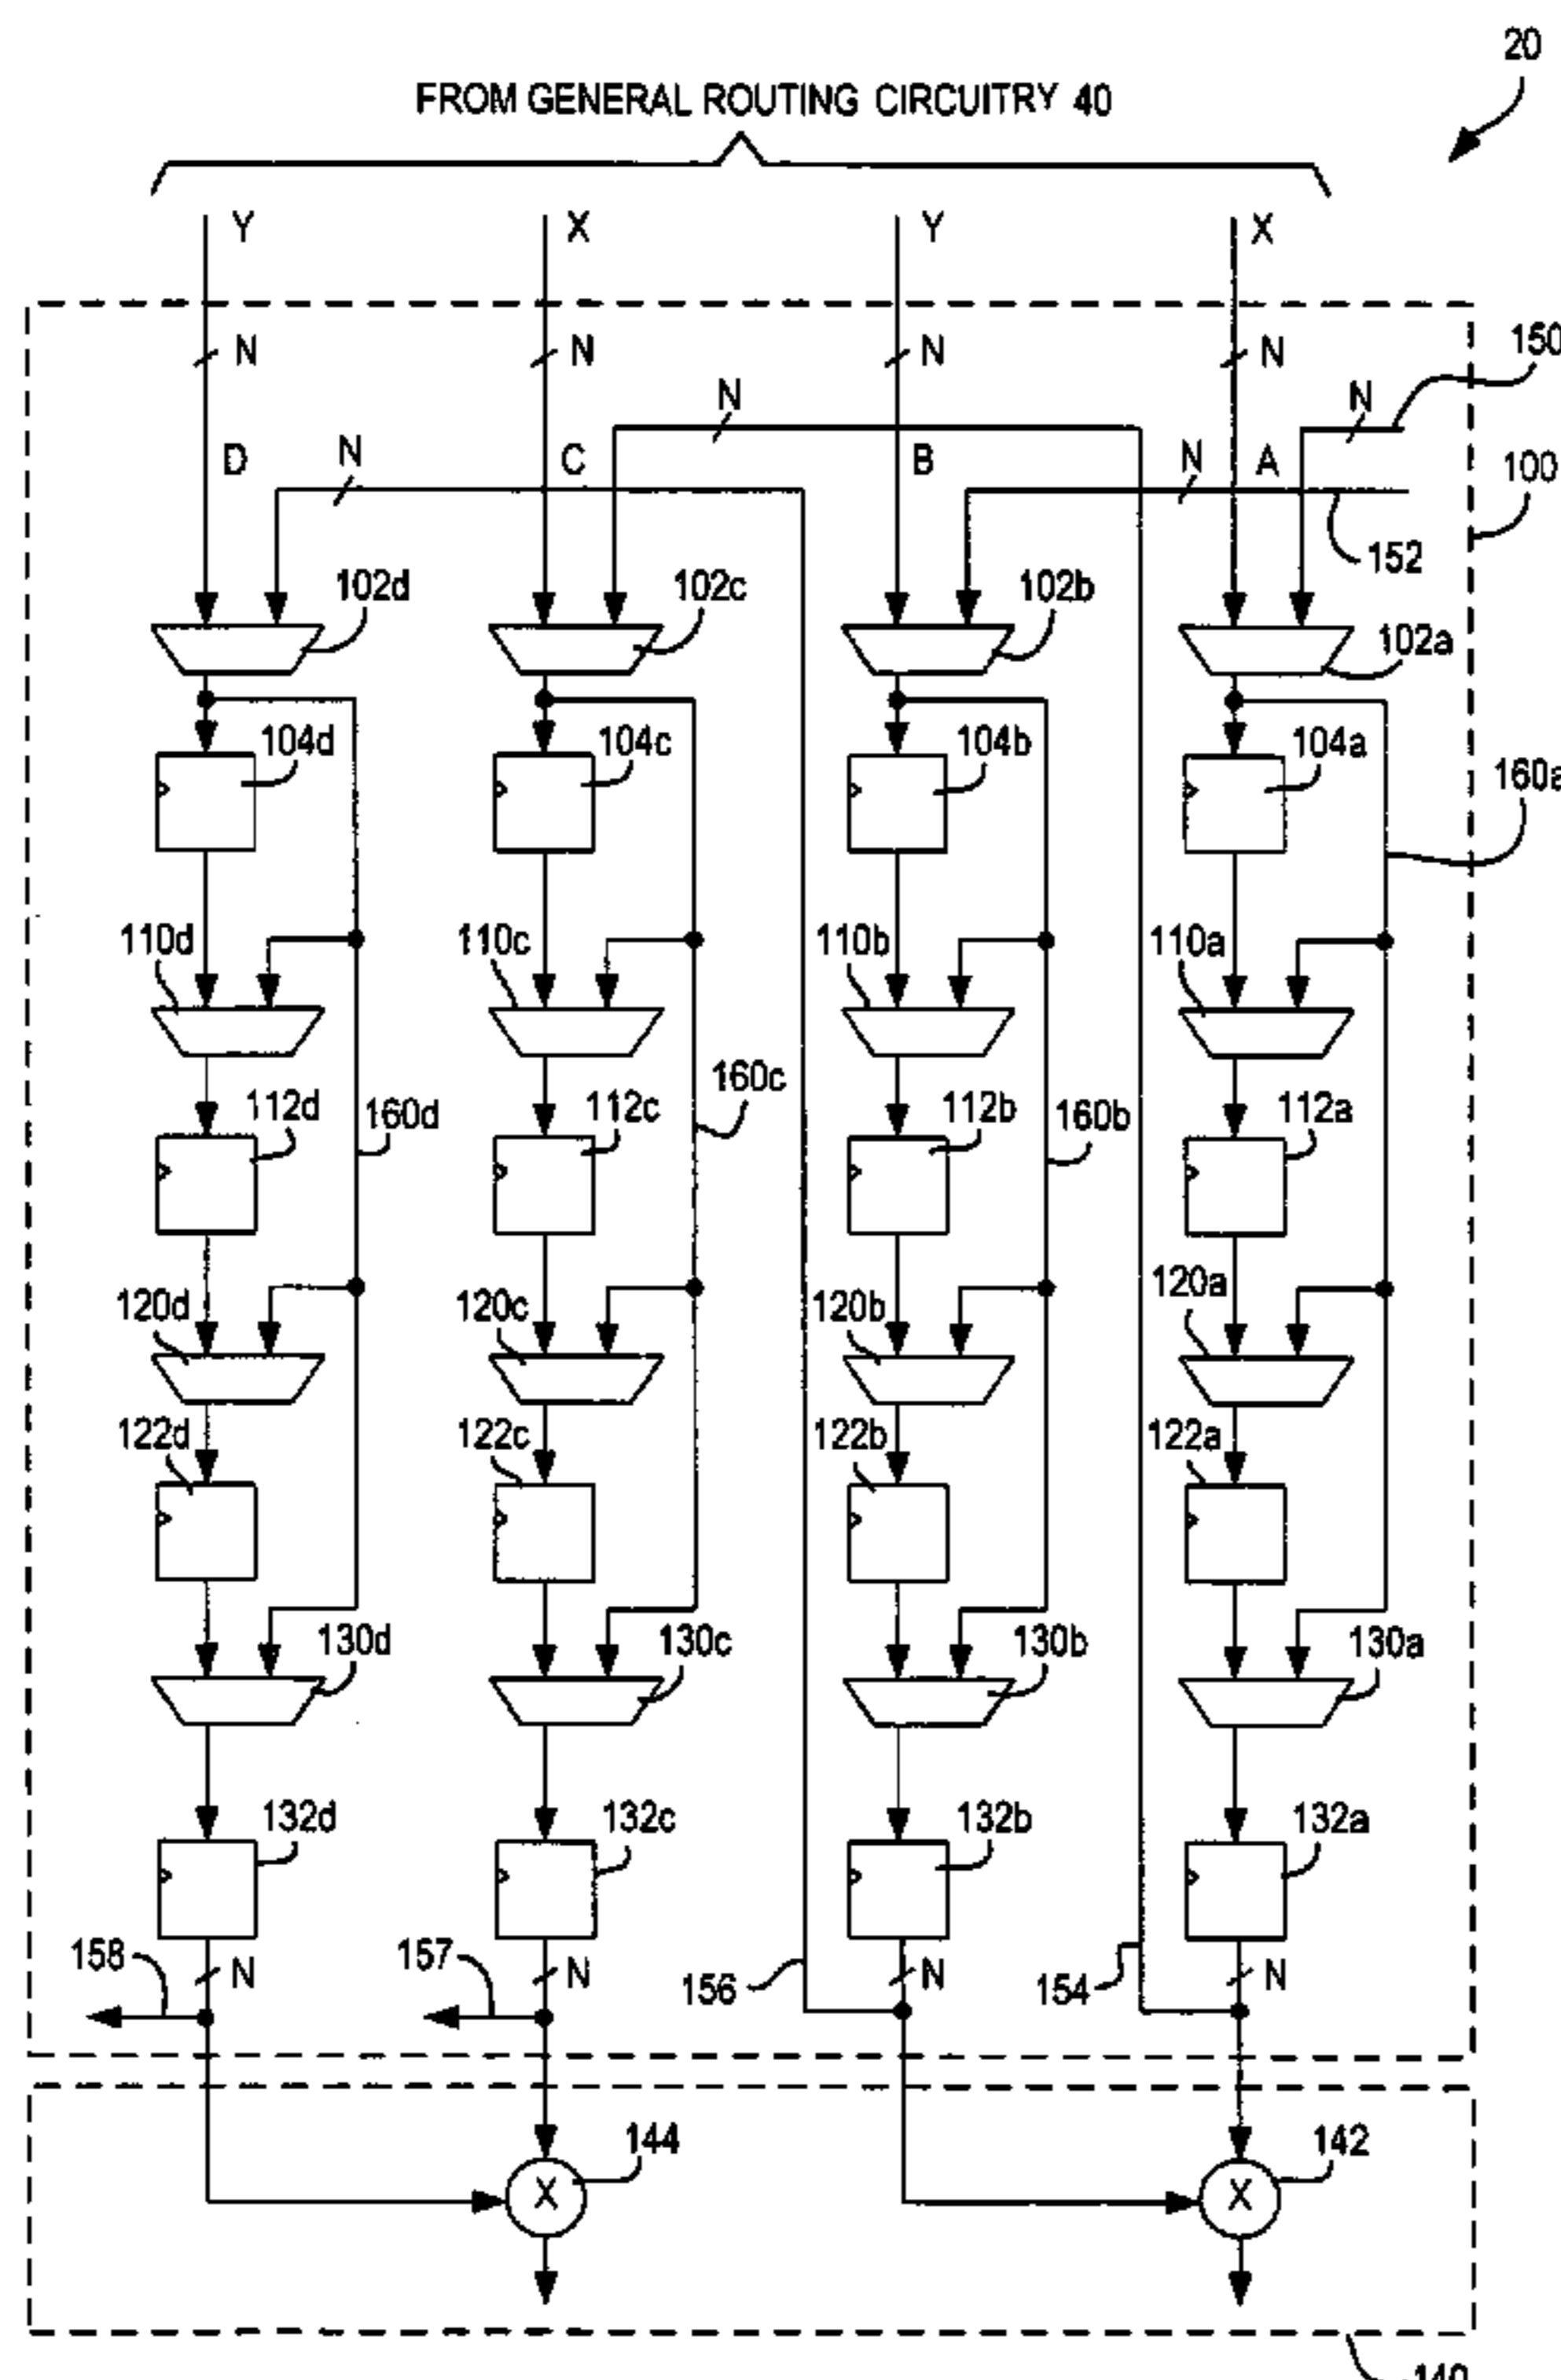 20
FROM GENERAL ROUTING CIRCUITRY 40
Y X Y X
N N N N
150
N N
D N C B N A
100
152
102d 102c 102b 102a
104d 104c 104b 104a
160a
110d 110c 110b 110a
160c
112d 160d 112c 112b 160b 112a
120d 120c 120b 120a
122d 122c 122b 122a
130d 130c 130b 130a
132d 132c 132b 132a
158 N 157 N 156 N 154 N
144 142
X X
140